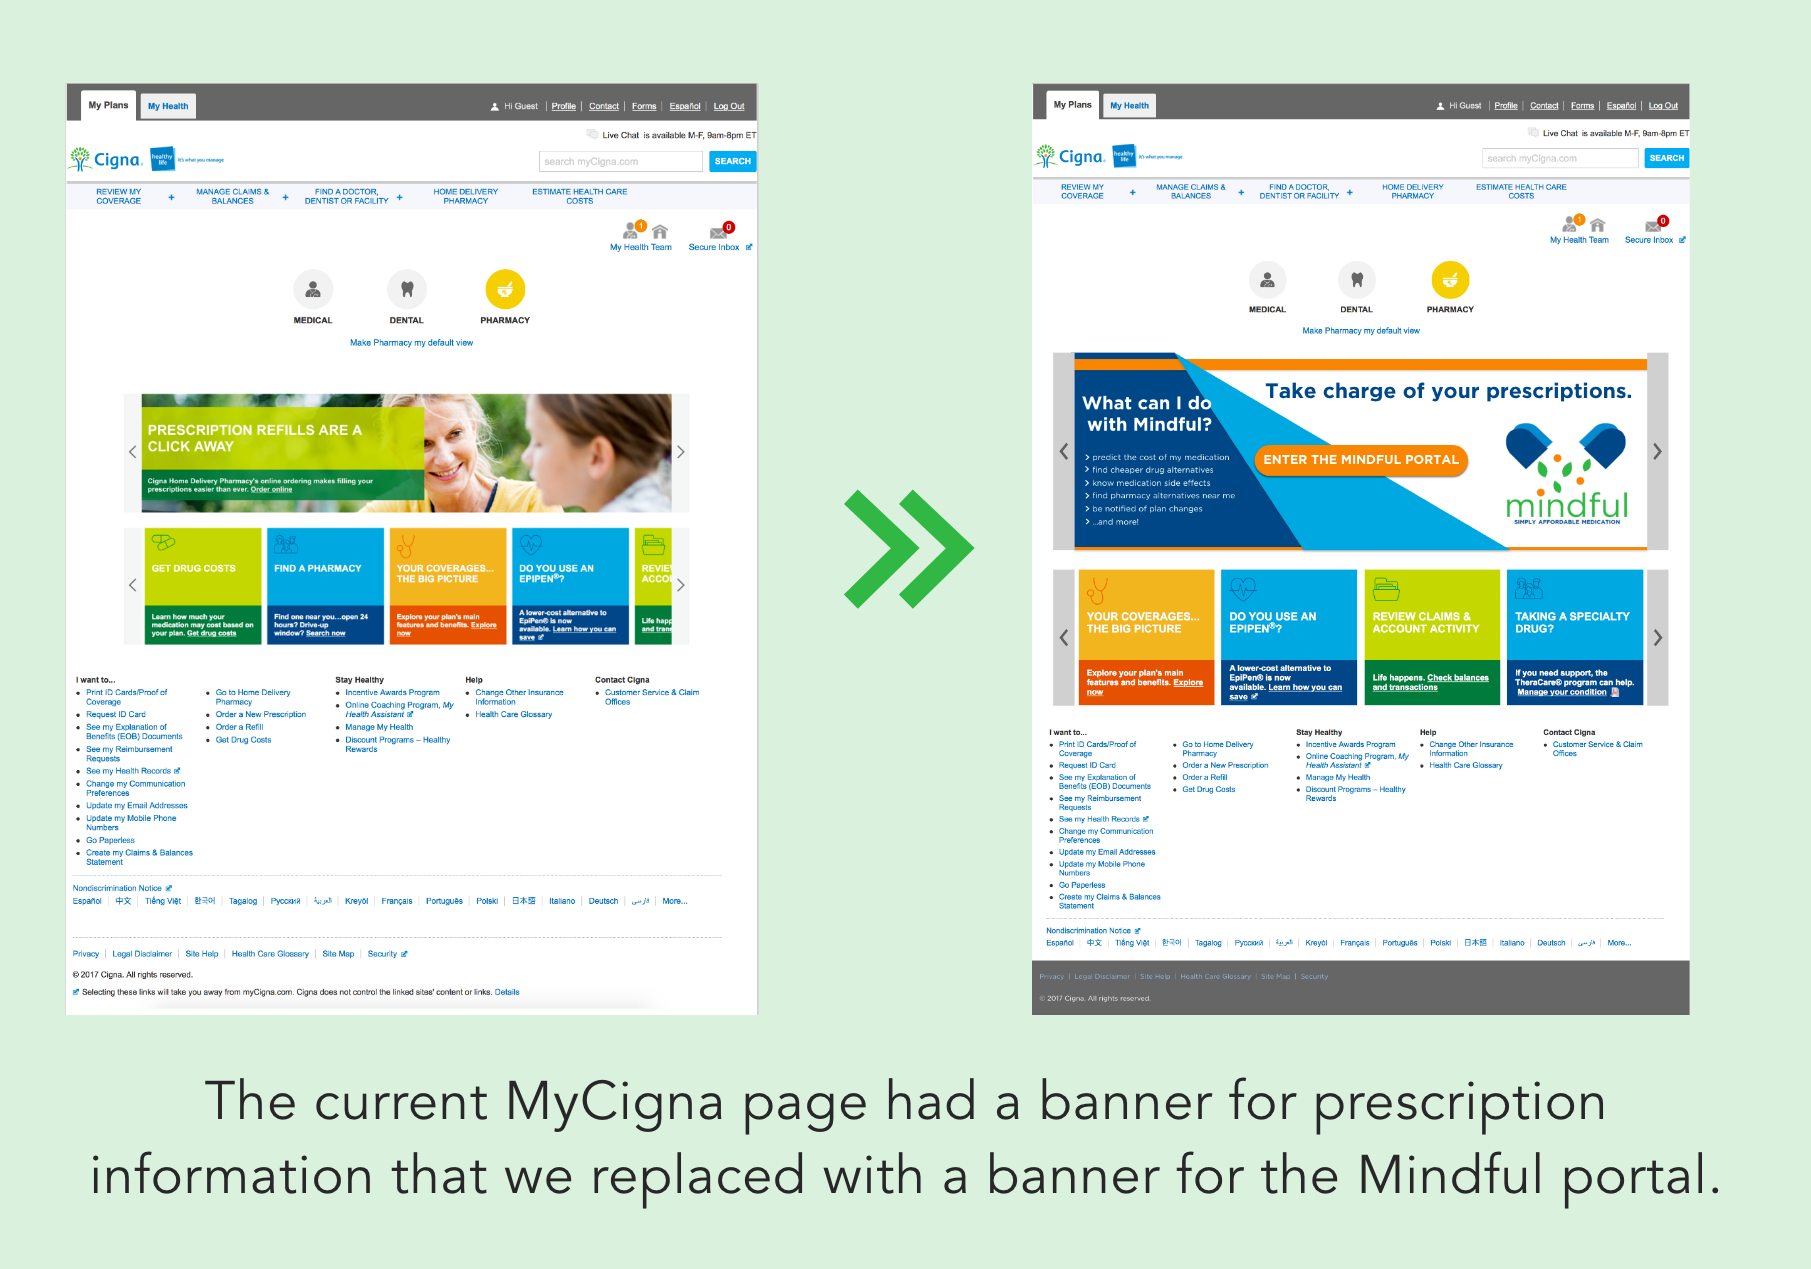 My Plans
My Health
Hi Guest | Profile | Contact | Forms | Español | Log Out
Live Chat is available M-F, 9am-8pm ET
Cigna.
healthy
life
It's what you manage
search myCigna.com
SEARCH
REVIEW MY
COVERAGE
+
MANAGE CLAIMS &
BALANCES
+
FIND A DOCTOR,
DENTIST OR FACILITY
+
HOME DELIVERY
PHARMACY
ESTIMATE HEALTH CARE
COSTS
1
My Health Team
0
Secure Inbox
MEDICAL
DENTAL
PHARMACY
Make Pharmacy my default view
PRESCRIPTION REFILLS ARE A
CLICK AWAY
Cigna Home Delivery Pharmacy's online ordering makes filling your
prescriptions easier than ever. Order online
GET DRUG COSTS
Learn how much your
medication may cost based on
your plan. Get drug costs
FIND A PHARMACY
Find one near you...open 24
hours? Drive-up
window? Search now
YOUR COVERAGES...
THE BIG PICTURE
Explore your plan's main
features and benefits. Explore
now
DO YOU USE AN
EPIPEN®?
A lower-cost alternative to
EpiPen® is now
available. Learn how you can
save
REVIE
ACCO
Life happ
and tran
I want to...
Print ID Cards/Proof of
Coverage
Request ID Card
See my Explanation of
Benefits (EOB) Documents
See my Reimbursement
Requests
See my Health Records
Change my Communication
Preferences
Update my Email Addresses
Update my Mobile Phone
Numbers
Go Paperless
Create my Claims & Balances
Statement
Go to Home Delivery
Pharmacy
Order a New Prescription
Order a Refill
Get Drug Costs
Stay Healthy
Incentive Awards Program
Online Coaching Program, My
Health Assistant
Manage My Health
Discount Programs – Healthy
Rewards
Help
Change Other Insurance
Information
Health Care Glossary
Contact Cigna
Customer Service & Claim
Offices
Nondiscrimination Notice
Español | 中文 | Tiếng Việt | 한국어 | Tagalog | Русский | العربية | Kreyòl | Français | Português | Polski | 日本語 | Italiano | Deutsch | فارسی | More...
Privacy | Legal Disclaimer | Site Help | Health Care Glossary | Site Map | Security
© 2017 Cigna. All rights reserved.
Selecting these links will take you away from myCigna.com. Cigna does not control the linked sites' content or links. Details
My Plans
My Health
Hi Guest | Profile | Contact | Forms | Español | Log Out
Live Chat is available M-F, 9am-8pm ET
Cigna.
healthy
life
It's what you manage
search myCigna.com
SEARCH
REVIEW MY
COVERAGE
+
MANAGE CLAIMS &
BALANCES
+
FIND A DOCTOR,
DENTIST OR FACILITY
+
HOME DELIVERY
PHARMACY
ESTIMATE HEALTH CARE
COSTS
1
My Health Team
0
Secure Inbox
MEDICAL
DENTAL
PHARMACY
Make Pharmacy my default view
What can I do
with Mindful?
predict the cost of my medication
find cheaper drug alternatives
know medication side effects
find pharmacy alternatives near me
be notified of plan changes
...and more!
Take charge of your prescriptions.
ENTER THE MINDFUL PORTAL
mindful
SIMPLY AFFORDABLE MEDICATION
YOUR COVERAGES...
THE BIG PICTURE
Explore your plan's main
features and benefits. Explore
now
DO YOU USE AN
EPIPEN®?
A lower-cost alternative to
EpiPen® is now
available. Learn how you can
save
REVIEW CLAIMS &
ACCOUNT ACTIVITY
Life happens. Check balances
and transactions
TAKING A SPECIALTY
DRUG?
If you need support, the
TheraCare® program can help.
Manage your condition
I want to...
Print ID Cards/Proof of
Coverage
Request ID Card
See my Explanation of
Benefits (EOB) Documents
See my Reimbursement
Requests
See my Health Records
Change my Communication
Preferences
Update my Email Addresses
Update my Mobile Phone
Numbers
Go Paperless
Create my Claims & Balances
Statement
Go to Home Delivery
Pharmacy
Order a New Prescription
Order a Refill
Get Drug Costs
Stay Healthy
Incentive Awards Program
Online Coaching Program, My
Health Assistant
Manage My Health
Discount Programs – Healthy
Rewards
Help
Change Other Insurance
Information
Health Care Glossary
Contact Cigna
Customer Service & Claim
Offices
Nondiscrimination Notice
Español | 中文 | Tiếng Việt | 한국어 | Tagalog | Русский | العربية | Kreyòl | Français | Português | Polski | 日本語 | Italiano | Deutsch | فارسی | More...
Privacy | Legal Disclaimer | Site Help | Health Care Glossary | Site Map | Security
© 2017 Cigna. All rights reserved.
The current MyCigna page had a banner for prescription
information that we replaced with a banner for the Mindful portal.